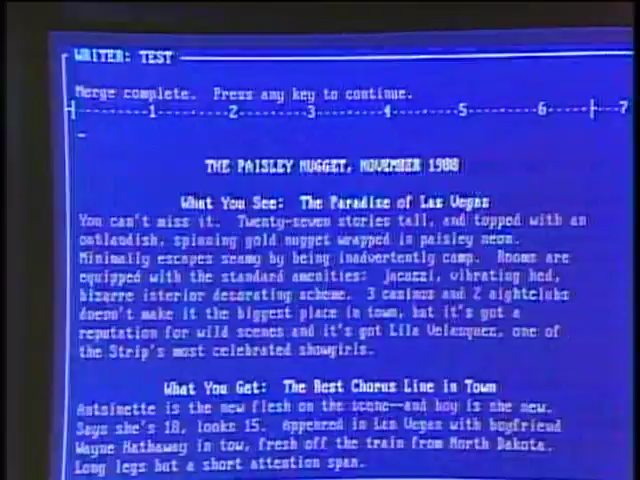 WRITER: TEST
Merge complete. Press any key to continue.
1 2 3 4 5 6 7
THE PAISLEY NUGGET, NOVEMBER 1988
What You See: The Paradise of Las Vegas
You can't miss it. Twenty-seven stories tall, and topped with an
outlandish, spinning gold nugget wrapped in paisley neon.
Minimally escapes seamy by being inadvertently camp. Rooms are
equipped with the standard amenities: jacuzzi, vibrating bed,
bizarre interior decorating scheme. 3 casinos and 2 nightclubs
doesn't make it the biggest place in town, but it's got a
reputation for wild scenes and it's got Lila Velasquez, one of
the Strip's most celebrated showgirls.
What You Get: The Best Chorus Line in Town
Antoinette is the new flesh on the scene--and boy is she new.
Says she's 18, looks 15. Appeared in Las Vegas with boyfriend
Wayne Hathaway in tow, fresh off the train from North Dakota.
Long legs but a short attention span.